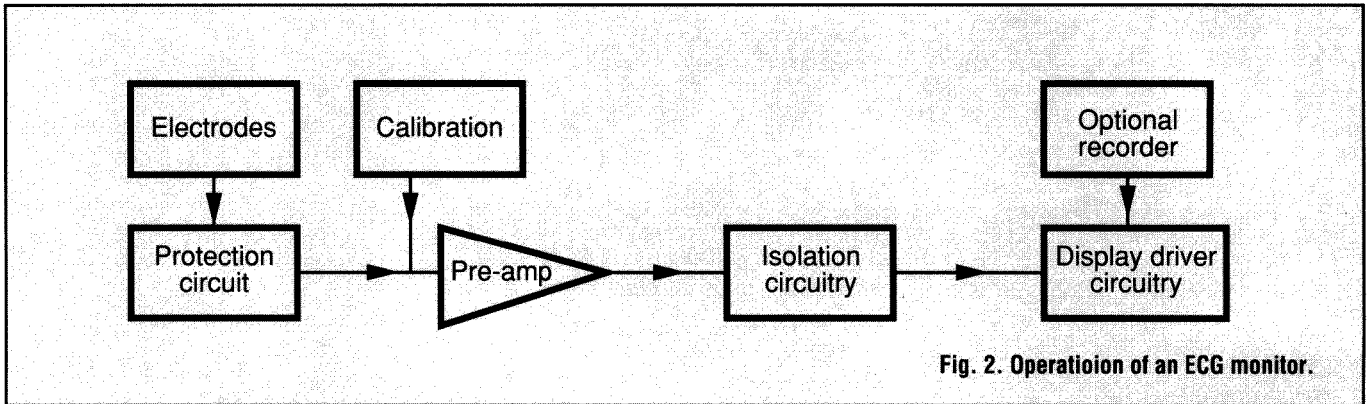 Electrodes
Calibration
Optional
recorder
Protection
circuit
Pre-amp
Isolation
circuitry
Display driver
circuitry
Fig. 2. Operatioion of an ECG monitor.